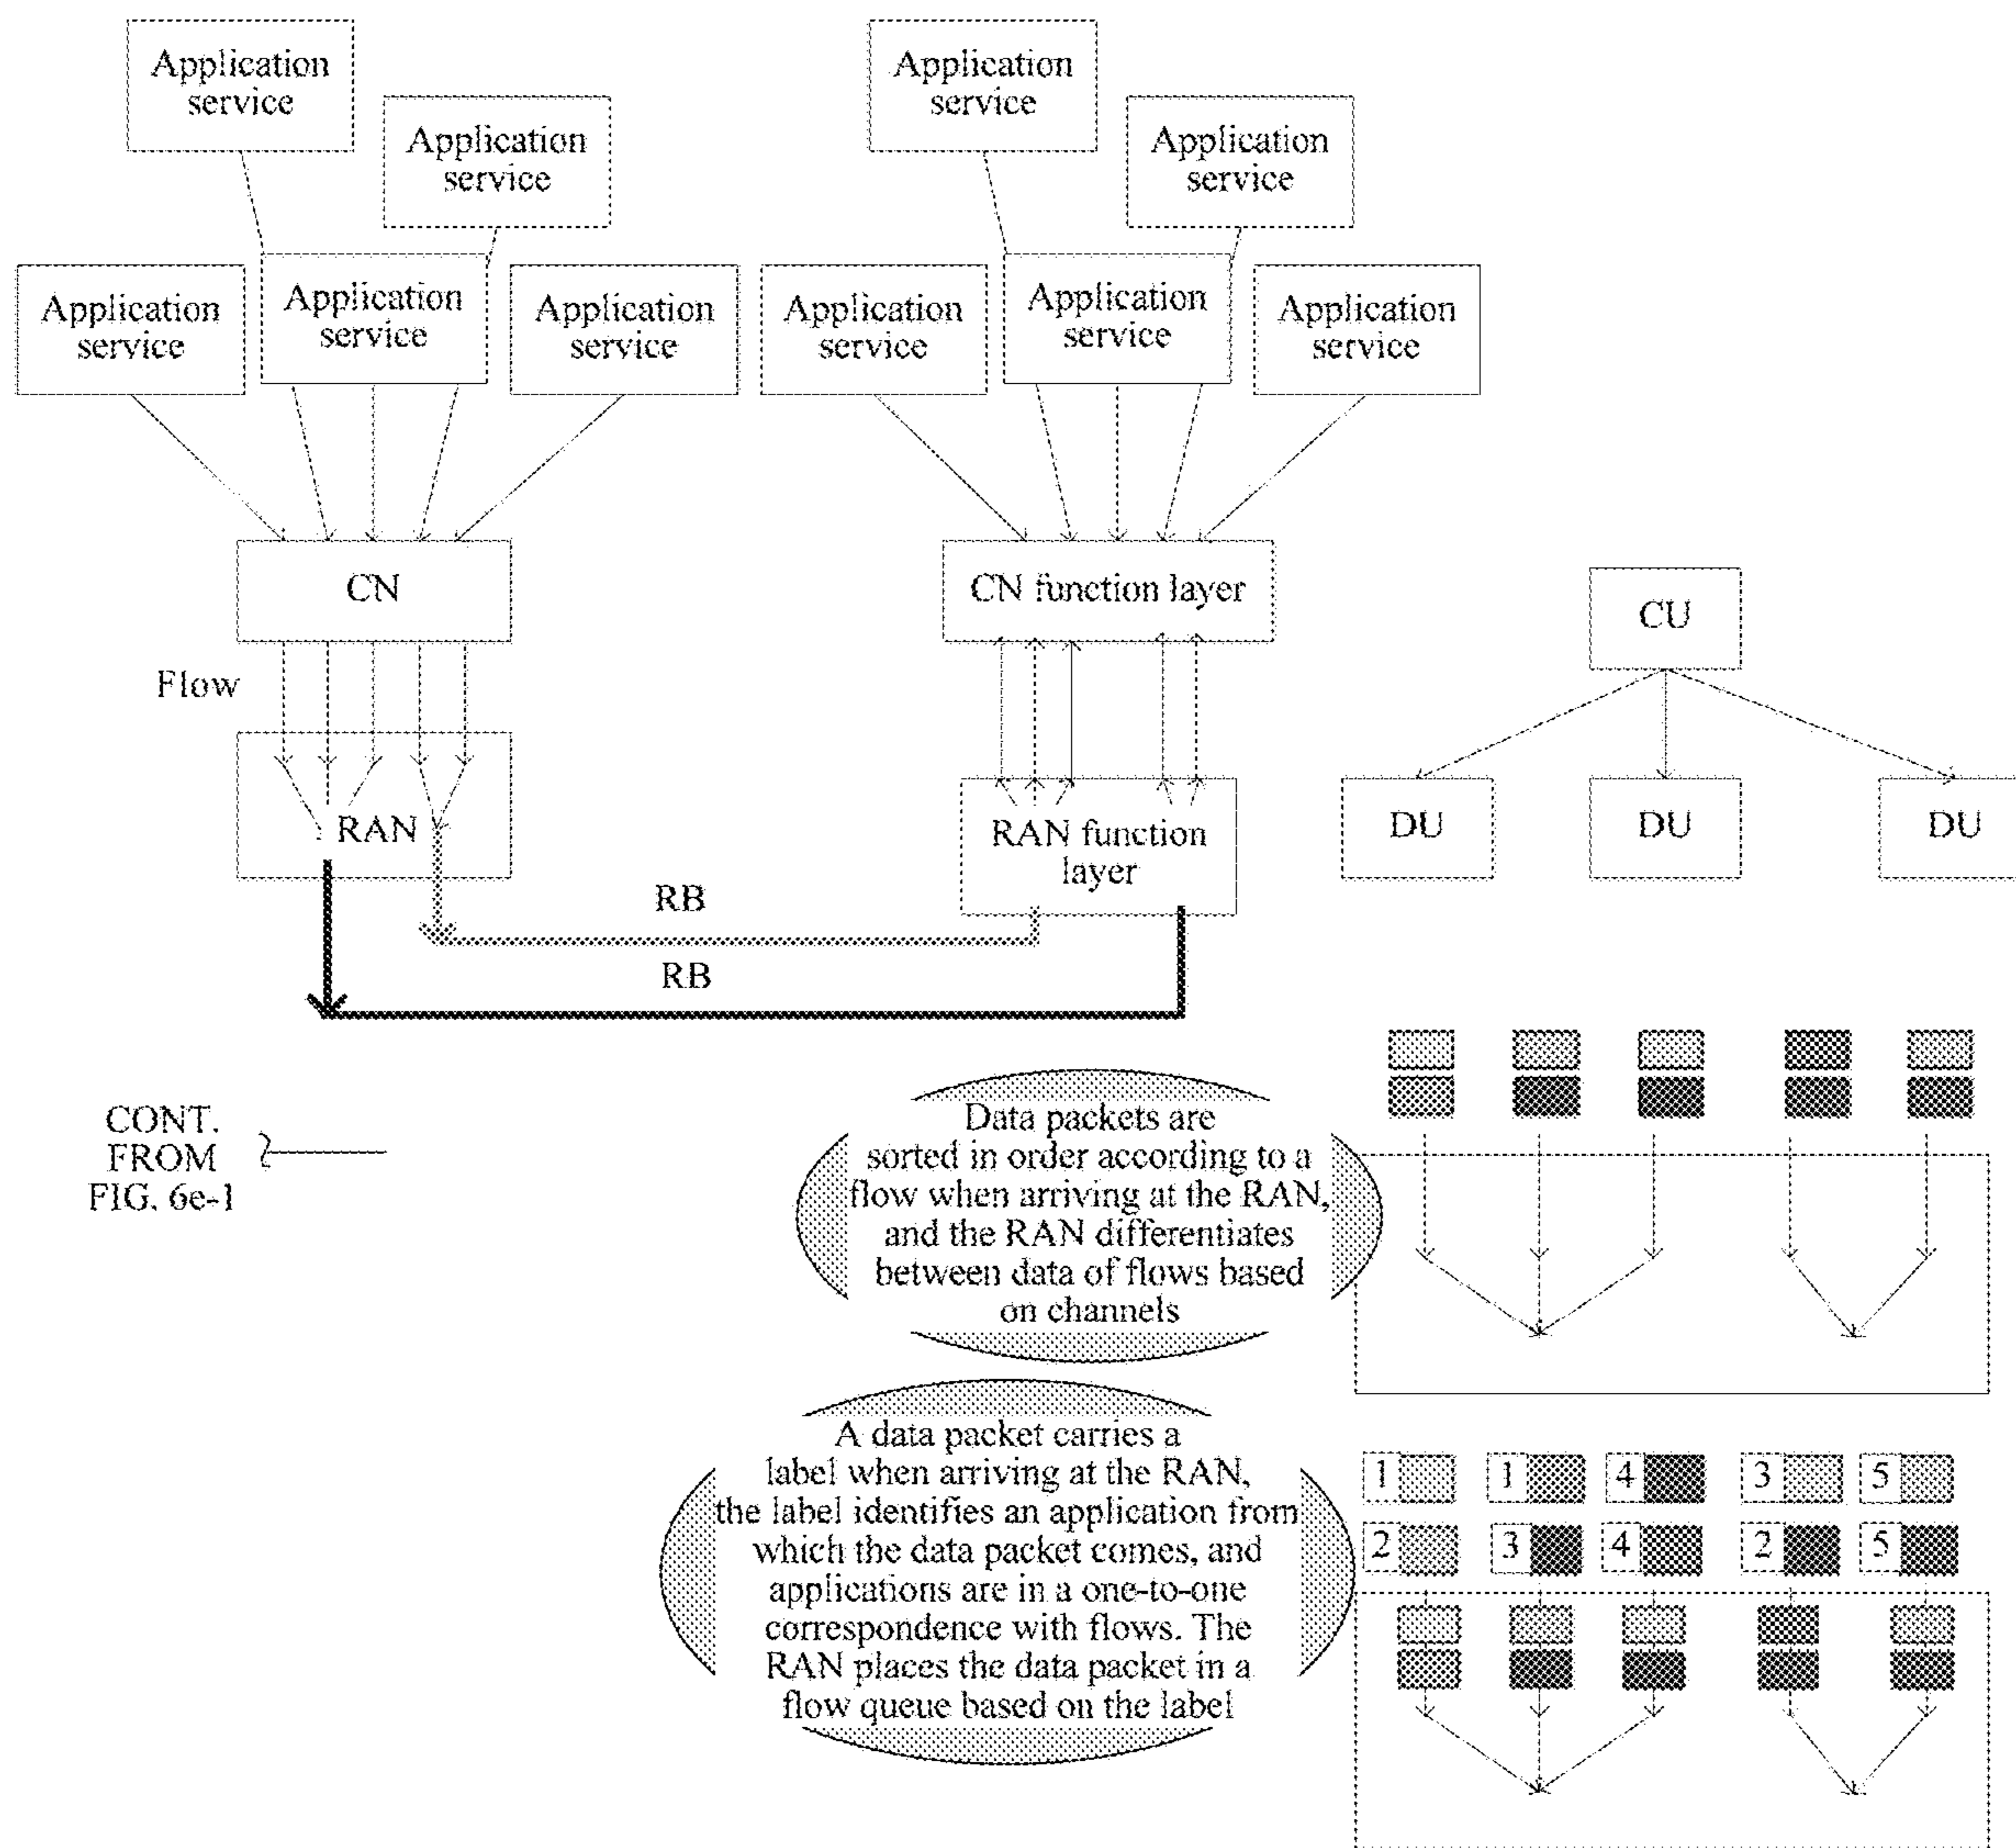 Application
service
Application
service
Application
service
Application
service
Application
service
Application
service
Application
service
Application
service
Application
service
Application
service
CN
CN function layer
CU
Flow
RAN
RAN function
layer
DU
DU
DU
RB
RB
CONT.
FROM
FIG. 6e-1
Data packets are
sorted in order according to a
flow when arriving at the RAN,
and the RAN differentiates
between data of flows based
on channels
A data packet carries a
label when arriving at the RAN,
the label identifies an application from
which the data packet comes, and
applications are in a one-to-one
correspondence with flows. The
RAN places the data packet in a
flow queue based on the label
1 1 4 3 5
2 3 4 2 5